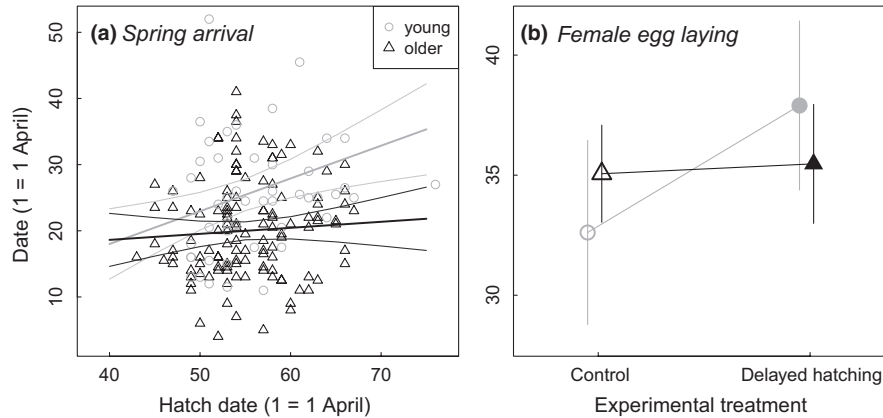 (a) Spring arrival
young
older
50
40
30
20
10
Date (1 = 1 April)
40 50 60 70
Hatch date (1 = 1 April)
(b) Female egg laying
40
35
30
Control Delayed hatching
Experimental treatment